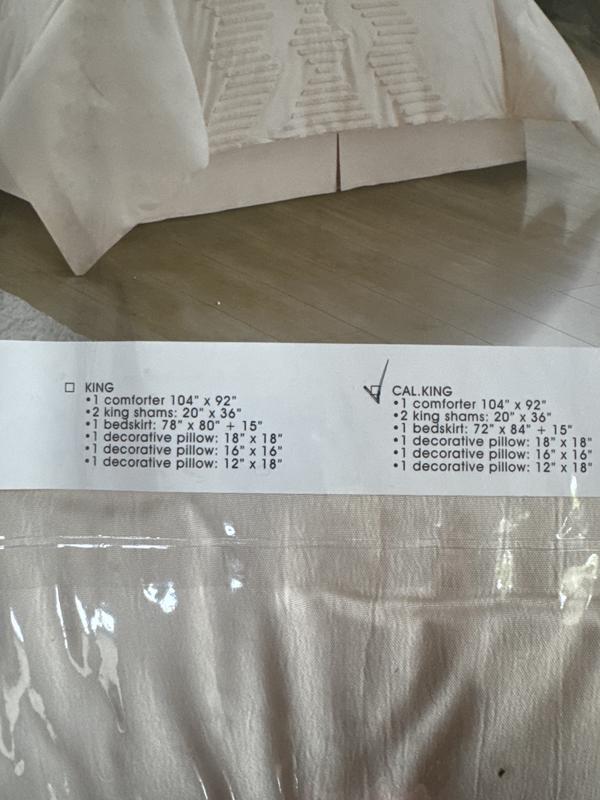 KING
•1 comforter 104" x 92"
•2 king shams: 20" x 36"
•1 bedskirt: 78" x 80" + 15"
•1 decorative pillow: 18" x 18"
•1 decorative pillow: 16" x 16"
•1 decorative pillow: 12" x 18"
CAL.KING
•1 comforter 104" x 92"
•2 king shams: 20" x 36"
•1 bedskirt: 72" x 84" + 15"
•1 decorative pillow: 18" x 18"
•1 decorative pillow: 16" x 16"
•1 decorative pillow: 12" x 18"